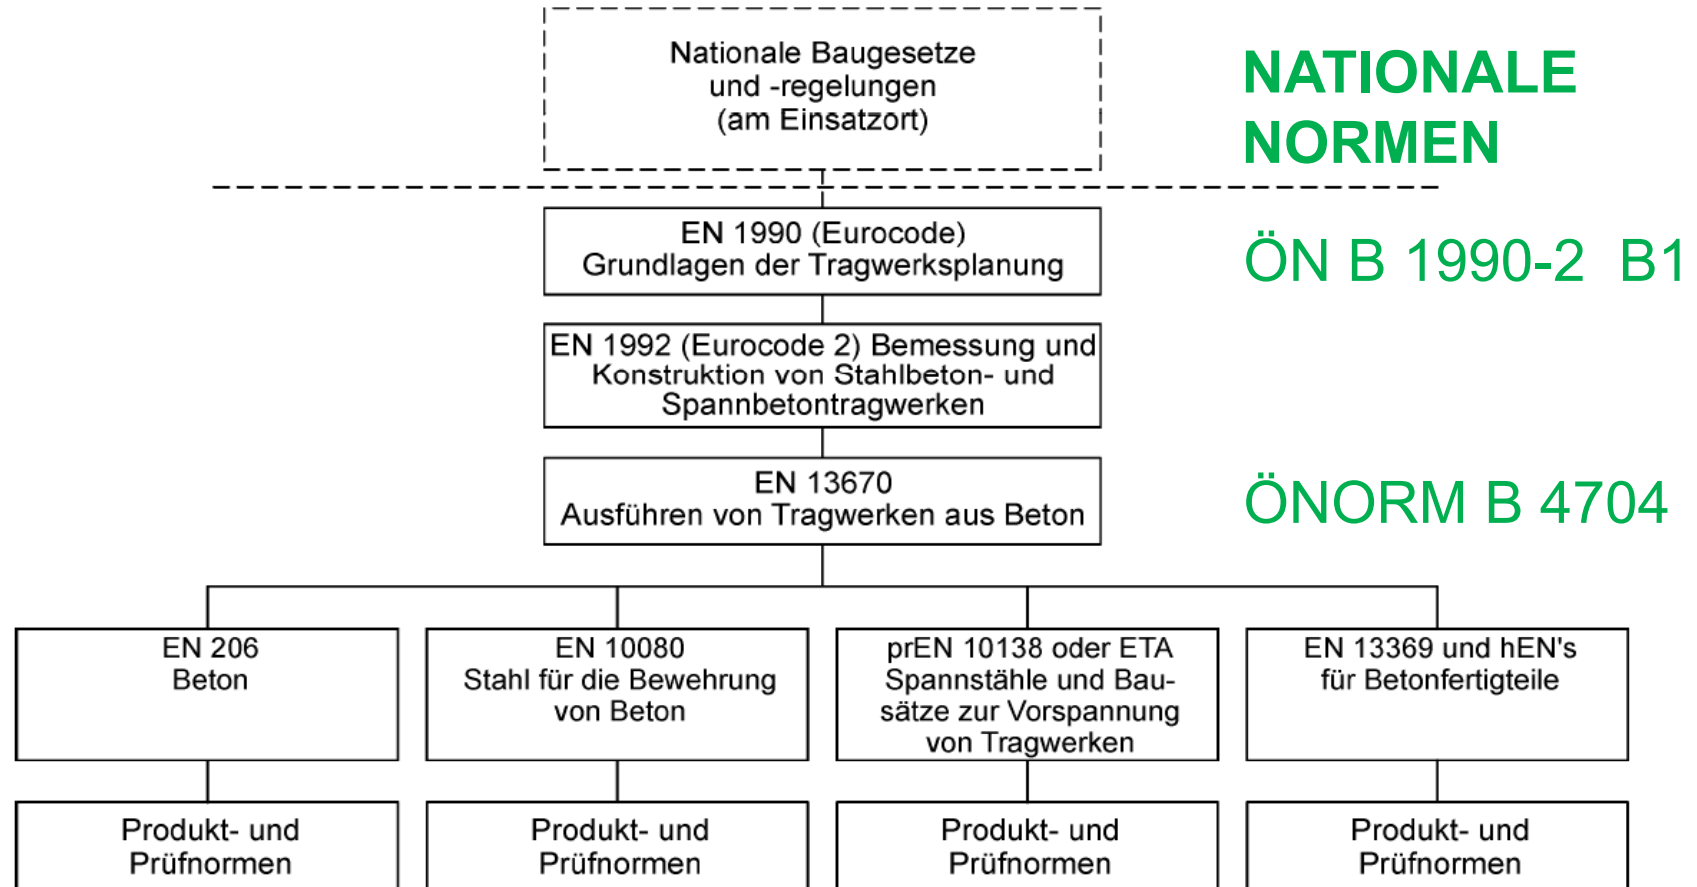 Nationale Baugesetze
und -regelungen
(am Einsatzort)
NATIONALE
NORMEN
EN 1990 (Eurocode)
Grundlagen der Tragwerksplanung
ÖN B 1990-2 B1
EN 1992 (Eurocode 2) Bemessung und
Konstruktion von Stahlbeton- und
Spannbetontragwerken
EN 13670
Ausführen von Tragwerken aus Beton
ÖNORM B 4704
EN 206
Beton
EN 10080
Stahl für die Bewehrung
von Beton
prEN 10138 oder ETA
Spannstähle und Bau-
sätze zur Vorspannung
von Tragwerken
EN 13369 und hEN's
für Betonfertigteile
Produkt- und
Prüfnormen
Produkt- und
Prüfnormen
Produkt- und
Prüfnormen
Produkt- und
Prüfnormen